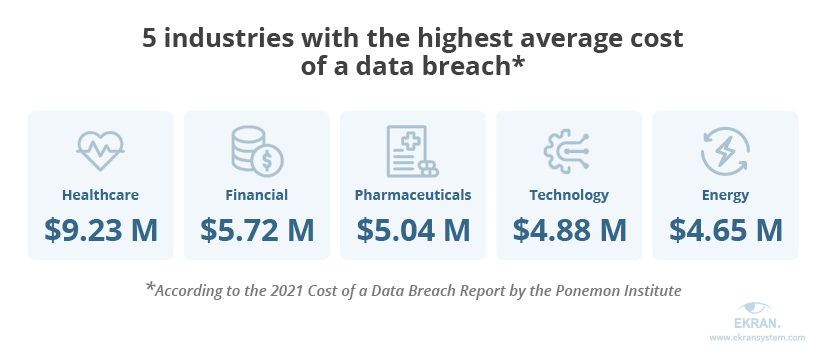 5 industries with the highest average cost
of a data breach*
Healthcare
$9.23 M
Financial
$5.72 M
Pharmaceuticals
$5.04 M
Technology
$4.88 M
Energy
$4.65 M
*According to the 2021 Cost of a Data Breach Report by the Ponemon Institute
EKRAN.
www.ekransystem.com